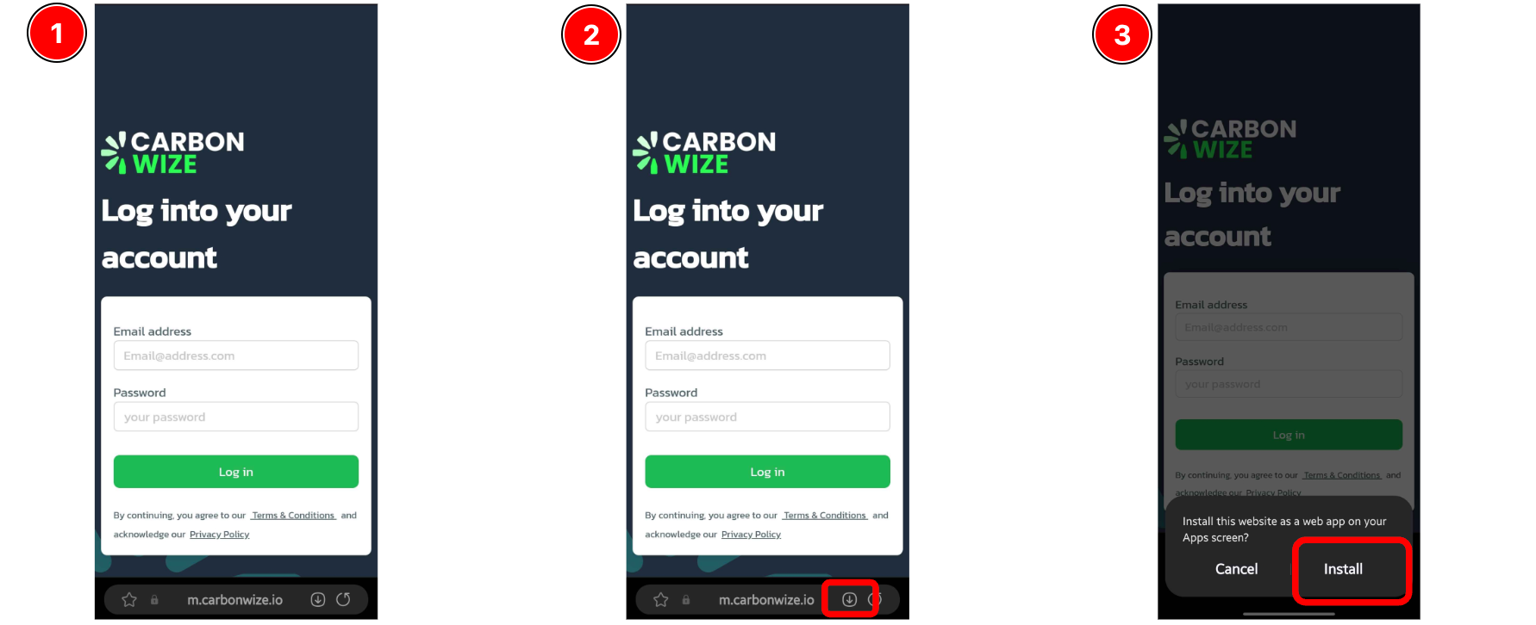 1
CARBON
WIZE
Log into your
account
Email address
Email@address.com
Password
your password
Log in
By continuing, you agree to our Terms & Conditions and
acknowledge our Privacy Policy
m.carbonwize.io
2
CARBON
WIZE
Log into your
account
Email address
Email@address.com
Password
your password
Log in
By continuing, you agree to our Terms & Conditions and
acknowledge our Privacy Policy
m.carbonwize.io
3
CARBON
WIZE
Log into your
account
Email address
Email@address.com
Password
your password
Log in
By continuing, you agree to our Terms & Conditions and
acknowledge our Privacy Policy
Install this website as a web app on your
Apps screen?
Cancel Install